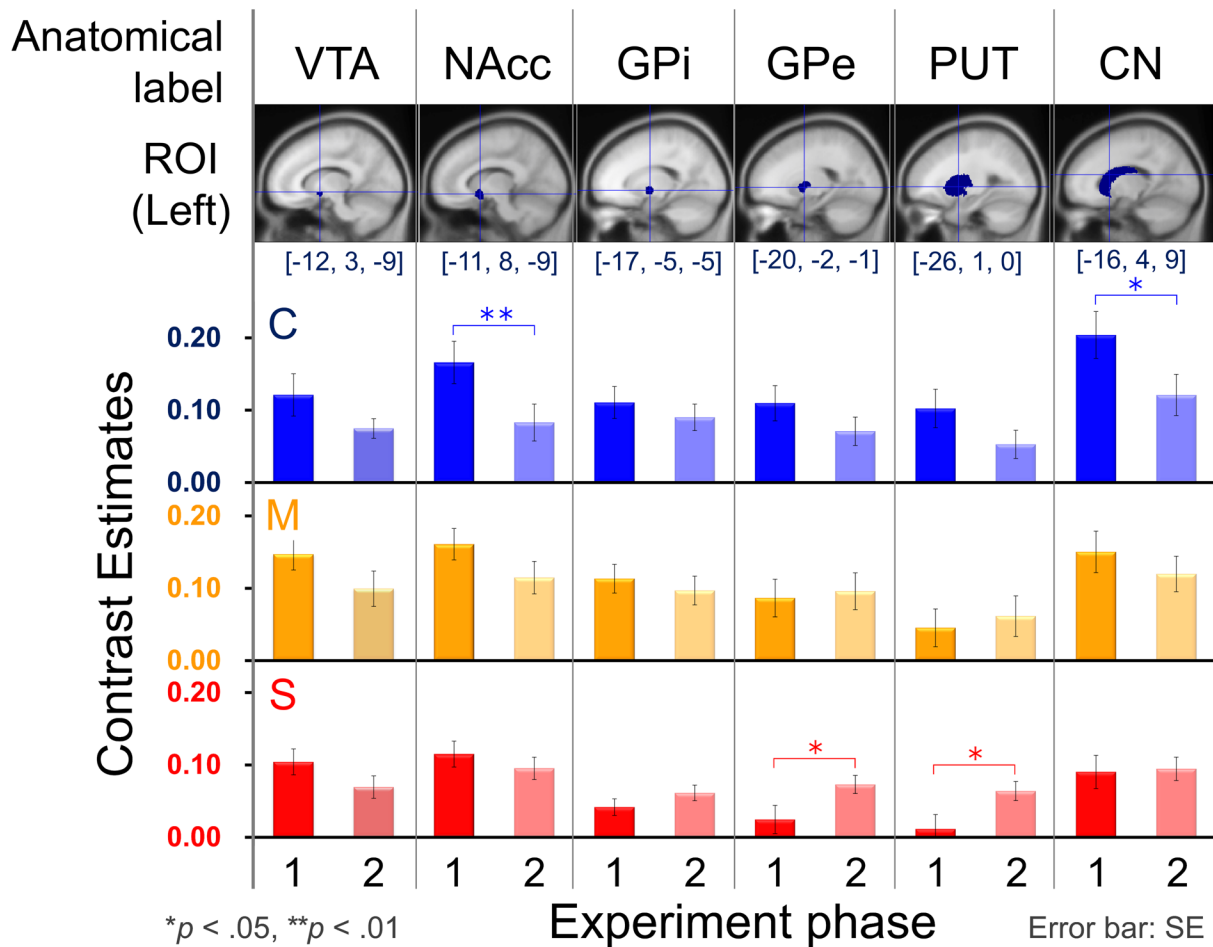 Anatomical label
VTA NAcc GPi GPe PUT CN
ROI (Left)
[-12, 3, -9] [-11, 8, -9] [-17, -5, -5] [-20, -2, -1] [-26, 1, 0] [-16, 4, 9]
Contrast Estimates
C
** *
0.20
0.10
0.00
M
0.20
0.10
0.00
S
0.20
* *
0.10
0.00
1 2 1 2 1 2 1 2 1 2 1 2
*p < .05, **p < .01
Experiment phase
Error bar: SE